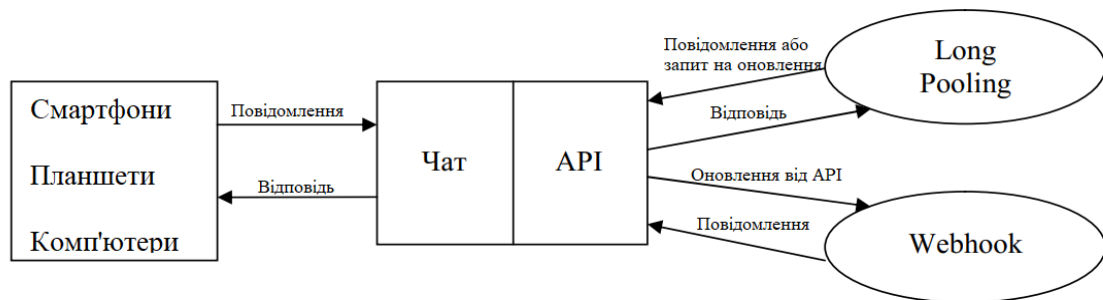 Смартфони
Планшети
Комп'ютери
Повідомлення
Відповідь
Чат
API
Повідомлення або
запит на оновлення
Відповідь
Оновлення від API
Повідомлення
Long
Pooling
Webhook